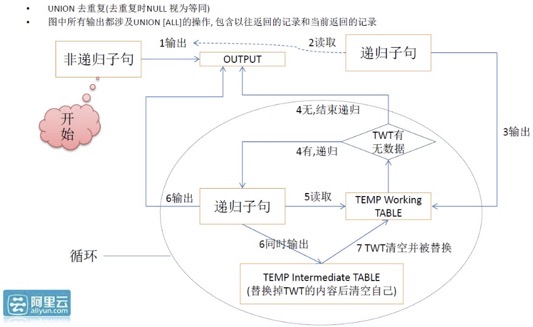 UNION 去重复(去重复时NULL 视为等同)
图中所有输出都涉及UNION [ALL]的操作, 包含以往返回的记录和当前返回的记录
非递归子句
1输出
OUTPUT
2读取
递归子句
开
始
4无,结束递归
TWT有
无数据
3输出
4有,递归
6输出
递归子句
5读取
TEMP Working
TABLE
6同时输出
7 TWT清空并被替换
循环
TEMP Intermediate TABLE
(替换掉TWT的内容后清空自己)
阿里云
aliyun.com